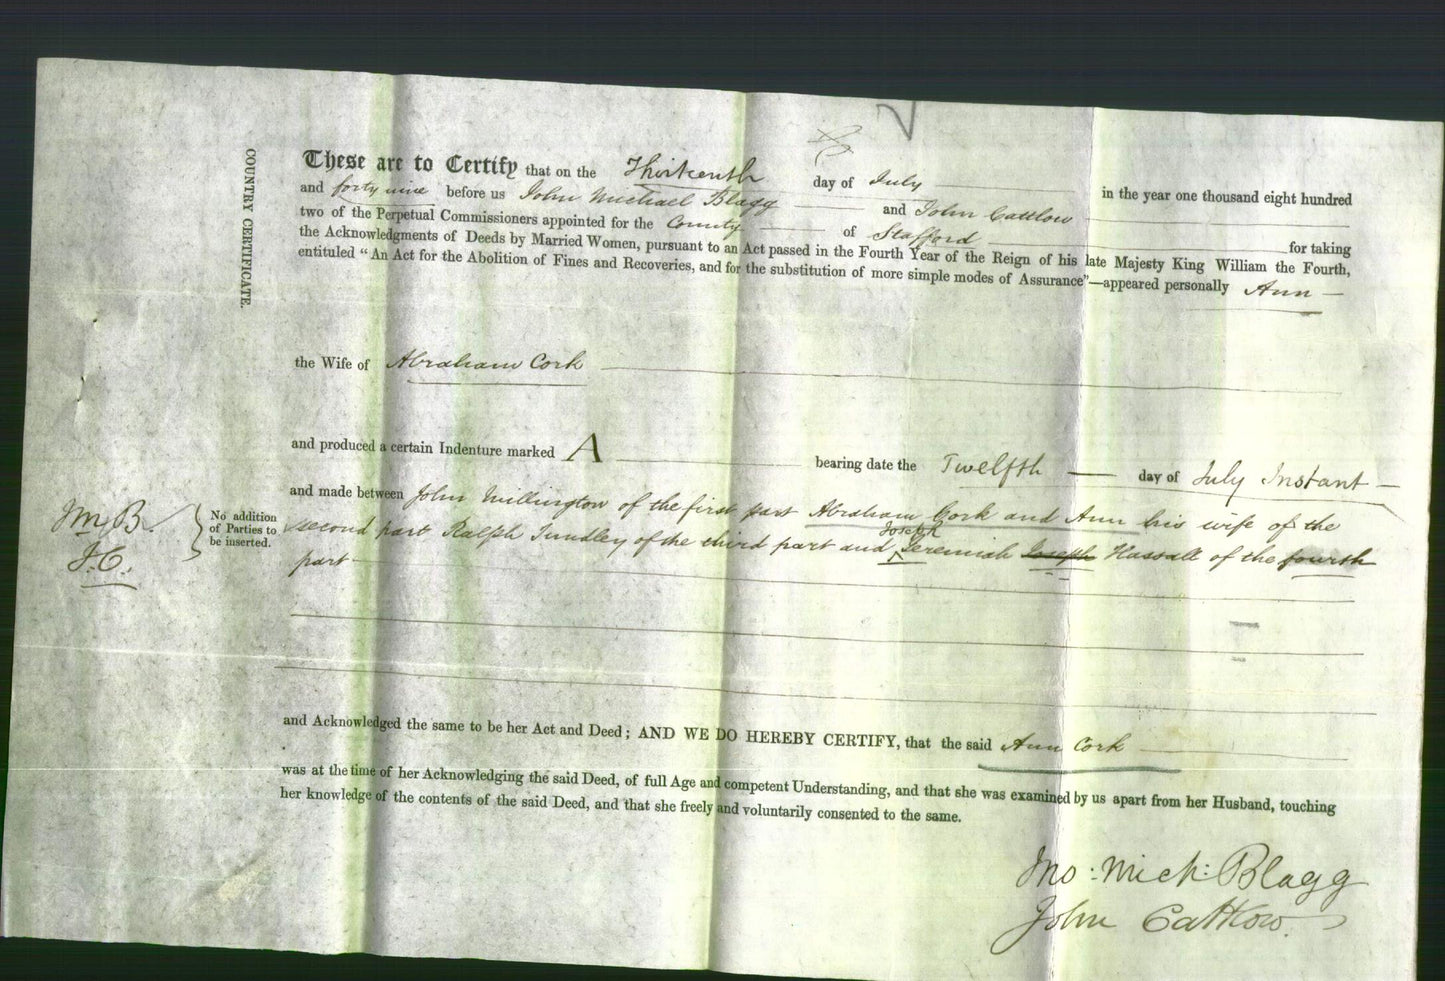 COUNTRY CERTIFICATE.
These are to Certify that on the Thirteenth day of July in the year one thousand eight hundred
and forty nine before us John Michael Blagg and John Cattlow
two of the Perpetual Commissioners appointed for the County of Stafford for taking
the Acknowledgments of Deeds by Married Women, pursuant to an Act passed in the Fourth Year of the Reign of his late Majesty King William the Fourth,
entituled “An Act for the Abolition of Fines and Recoveries, and for the substitution of more simple modes of Assurance”—appeared personally Ann
the Wife of Abraham Cork
and produced a certain Indenture marked A bearing date the Twelfth day of July Instant
and made between John Millington of the first part Abraham Cork and Ann his wife of the
second part Ralph of the third part and Joseph Jeremiah Joseph Hassall of the fourth
part
JMB
J.C.
No addition
of Parties to
be inserted.
and Acknowledged the same to be her Act and Deed; AND WE DO HEREBY CERTIFY, that the said Ann Cork
was at the time of her Acknowledging the said Deed, of full Age and competent Understanding, and that she was examined by us apart from her Husband, touching
her knowledge of the contents of the said Deed, and that she freely and voluntarily consented to the same.
Jno: Mich: Blagg
John Cattlow.